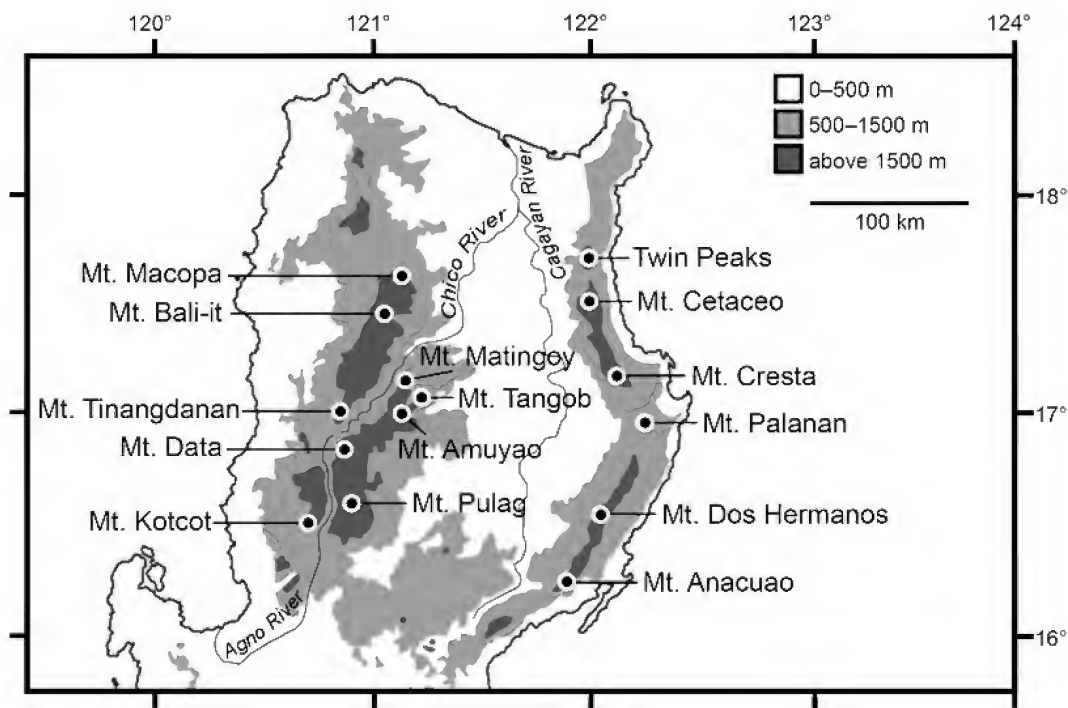 120° 121° 122° 123° 124°
0–500 m
500–1500 m
above 1500 m
100 km
18°
17°
16°
Cagayan River
Chico River
Twin Peaks
Mt. Macopa
Mt. Cetaceo
Mt. Bali-it
Mt. Matingoy
Mt. Cresta
Mt. Tangob
Mt. Tinangdanan
Mt. Palanan
Mt. Data
Mt. Amuyao
Mt. Pulag
Mt. Dos Hermanos
Mt. Kotcot
Mt. Anacuao
Agno River